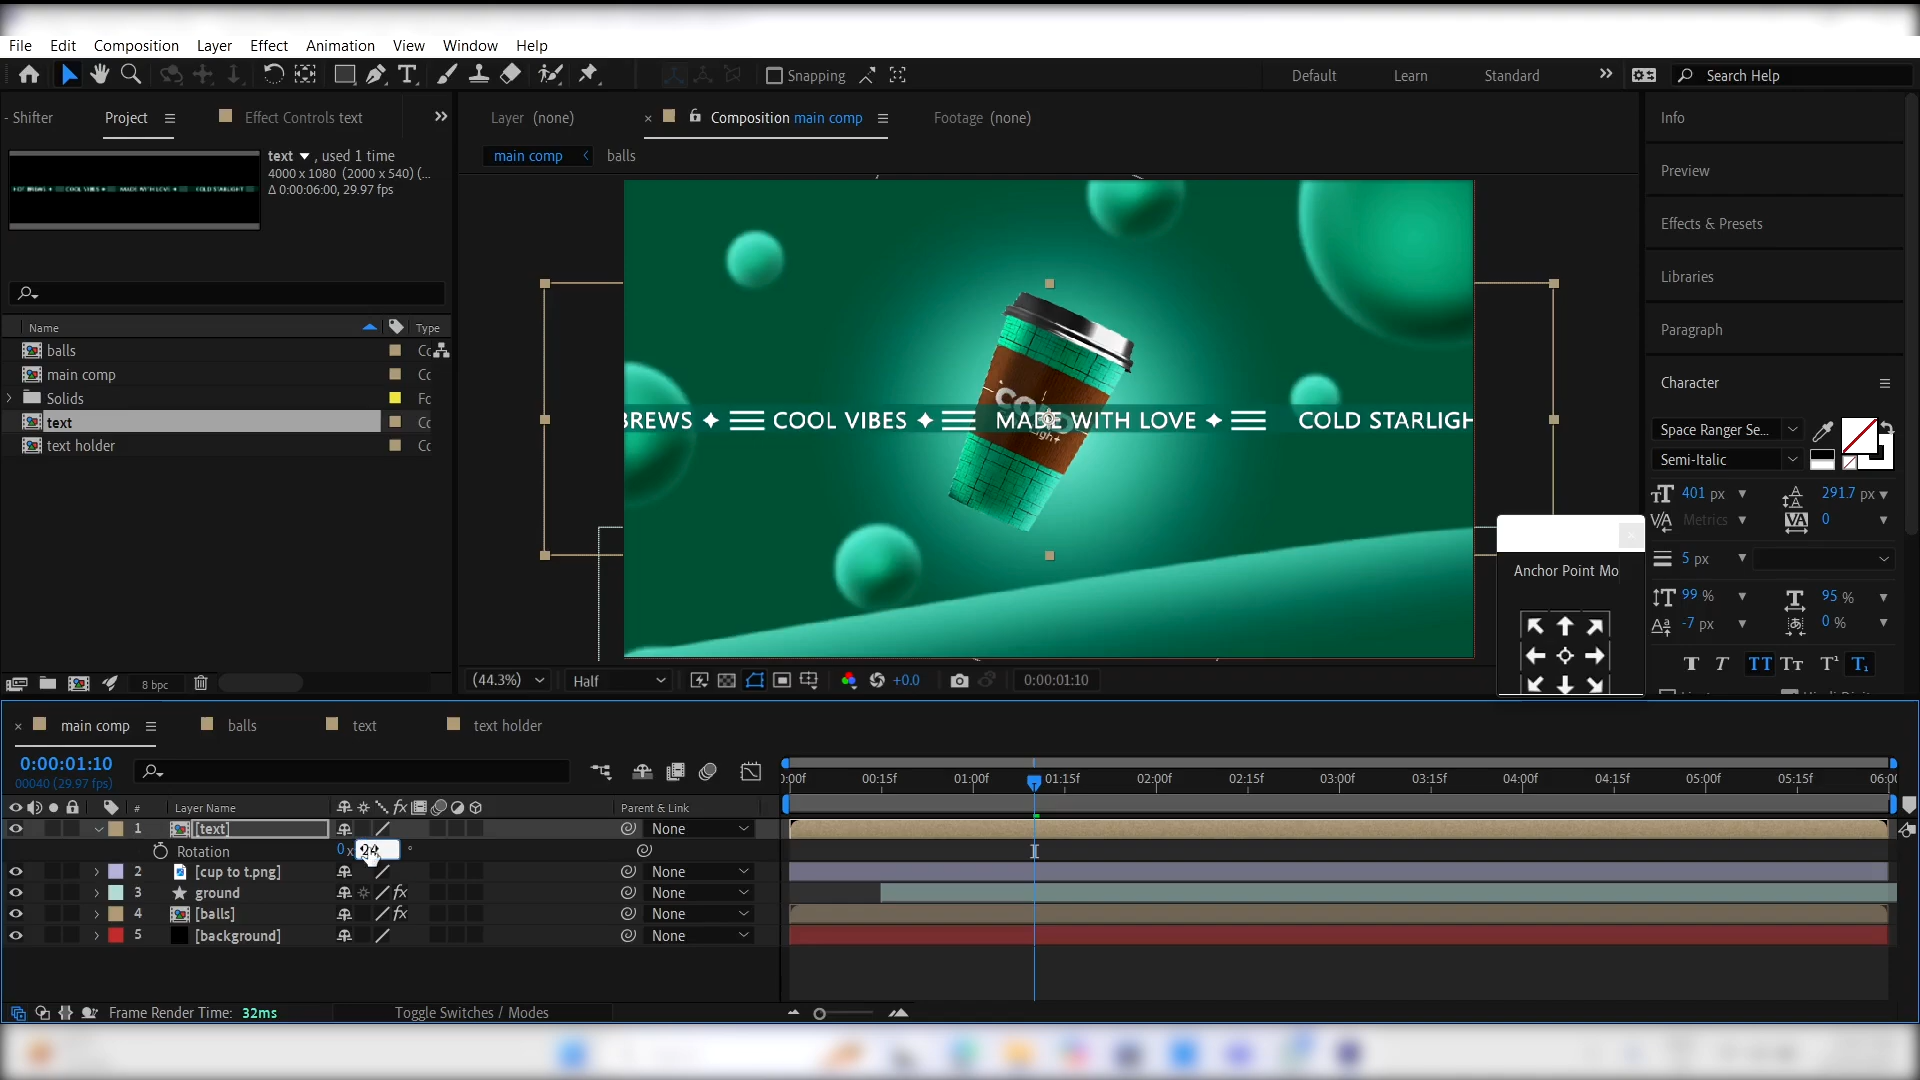 File Edit Composition Layer Effect Animation View Window Help
Snapping
Default Learn Standard
Search Help
- Shifter Project Effect Controls text
Layer (none) Composition main comp Footage (none)
main comp balls
text , used 1 time
4000 x 1080 (2000 x 540) (...
Δ 0:00:06:00, 29.97 fps)
Name Type
balls
main comp
Solids
text
text holder
BREWS COOL VIBES MADE WITH LOVE COLD STARLIGH
Info
Preview
Effects & Presets
Libraries
Paragraph
Character
Space Ranger Se...
Semi-Italic
401 px 291.7 px
Metrics 0
5 px
99 % 95 %
-7 px 0 %
Anchor Point Mo
8 bpc
(44.3%) Half +0.0 0:00:01:10
main comp balls text text holder
0:00:01:10
00040 (29.97 fps)
0:00f 00:15f 01:00f 01:15f 02:00f 02:15f 03:00f 03:15f 04:00f 04:15f 05:00f 05:15f 06:00
# Layer Name Parent & Link
1 [text] None
Rotation 0 x °
2 [cup to t.png] None
3 ground None
4 [balls] None
5 [background] None
Frame Render Time: 32ms Toggle Switches / Modes